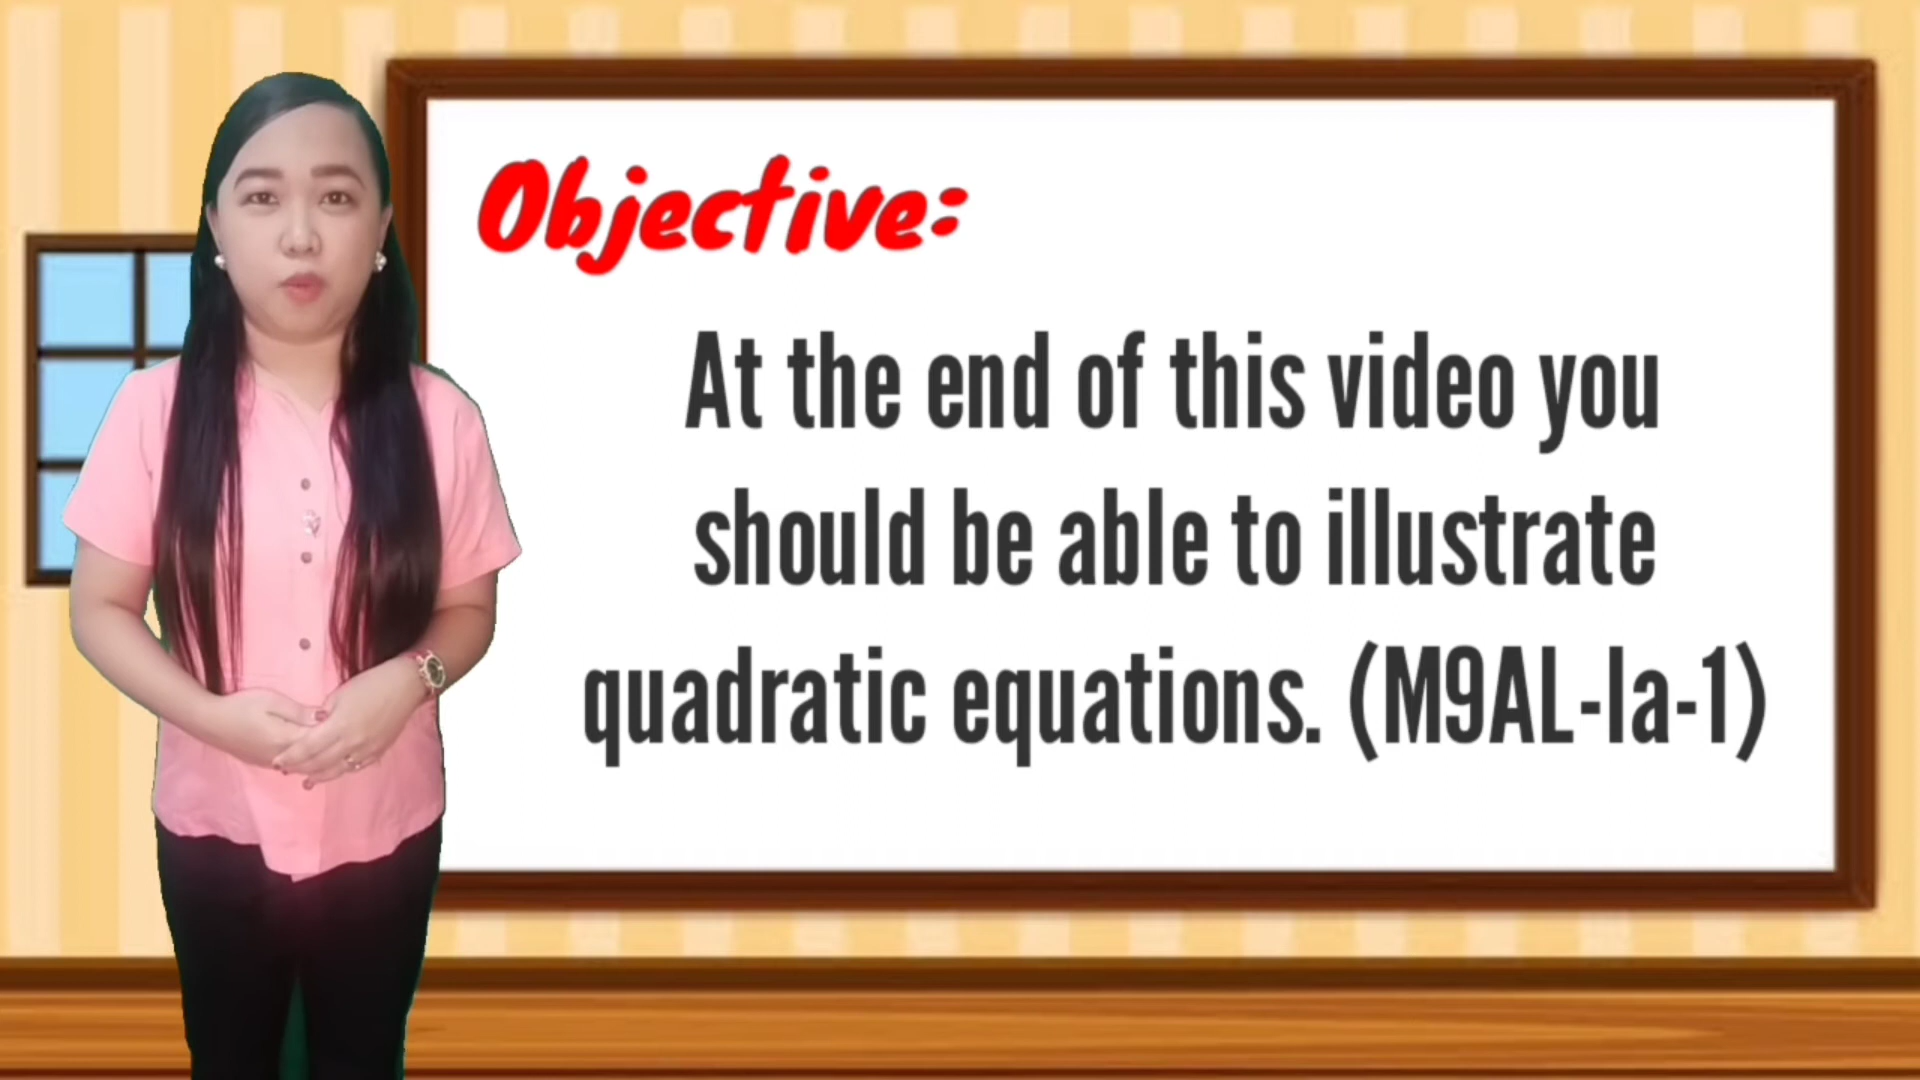 Objective:
At the end of this video you
should be able to illustrate
quadratic equations. (M9AL-Ia-1)